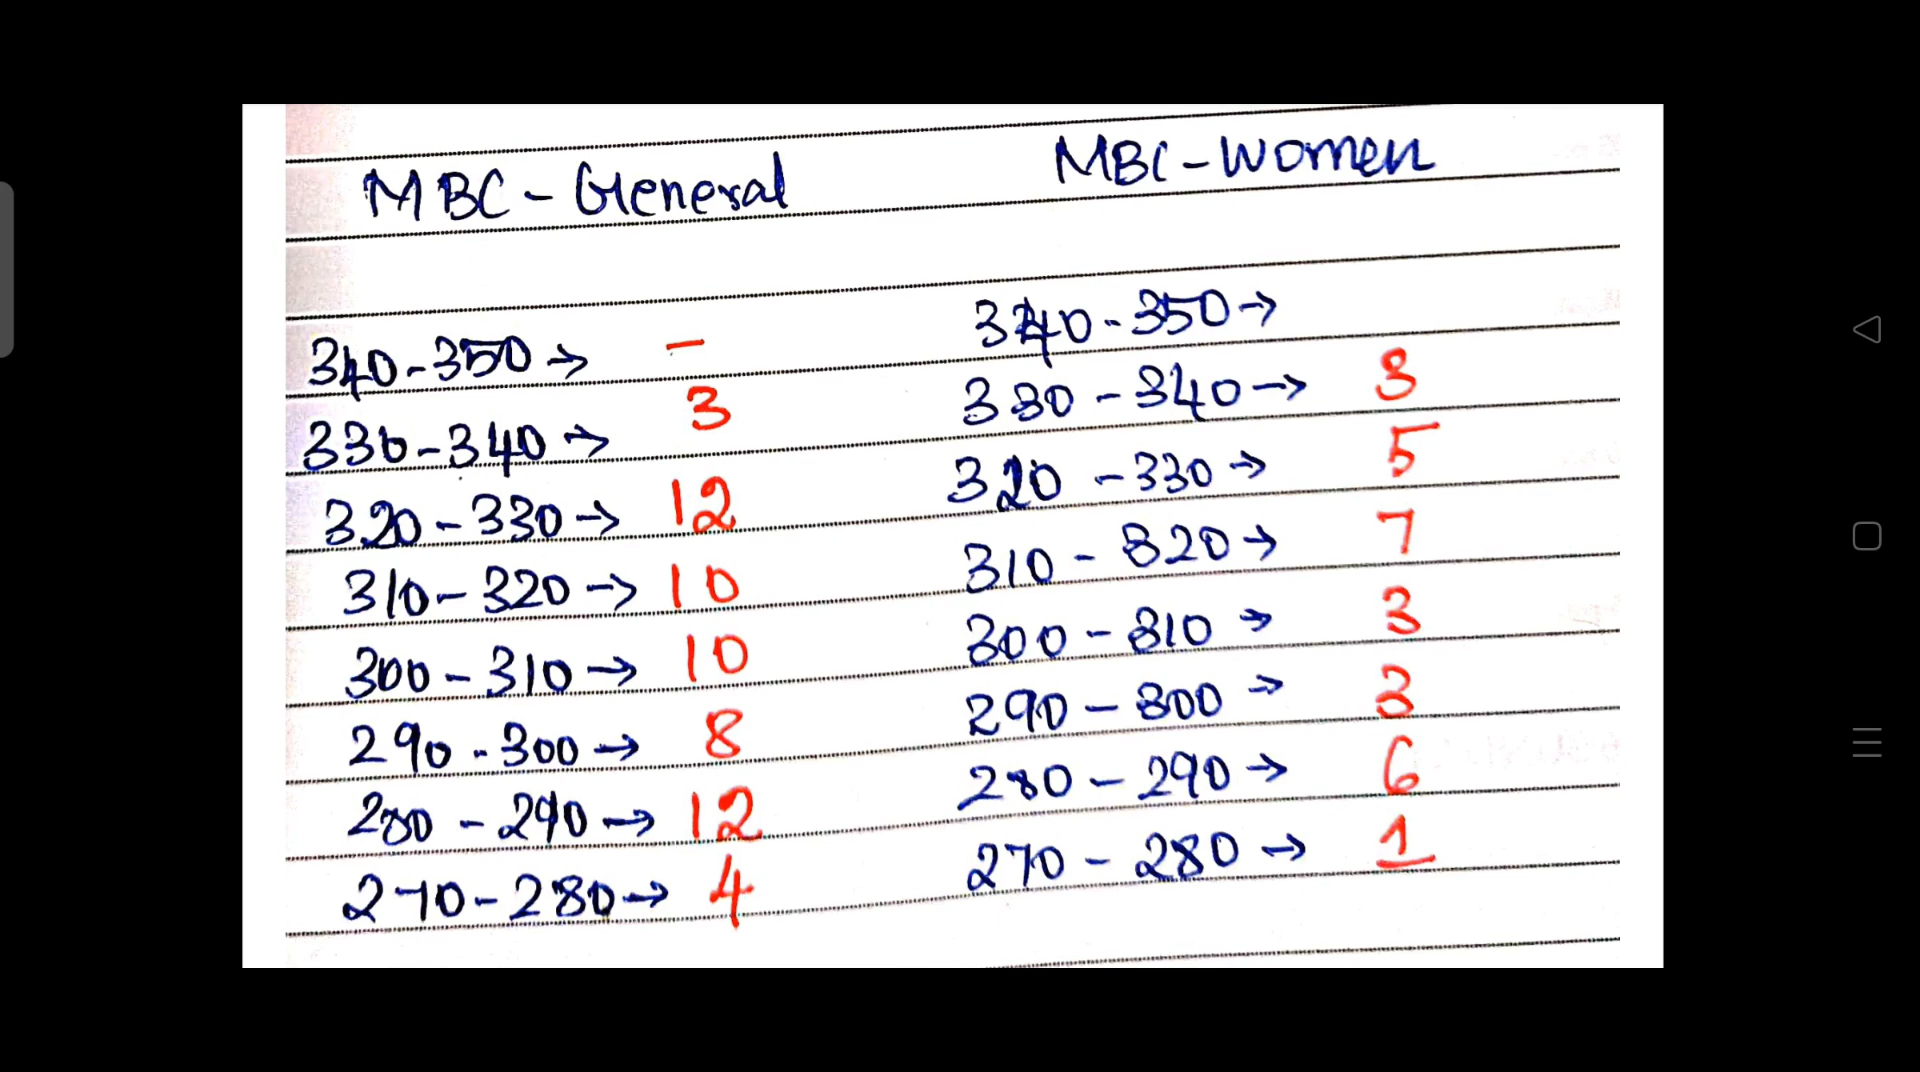 MBC - General
MBC - Women
340-350 → -
330-340 → 3
320-330 → 12
310-320 → 10
300-310 → 10
290-300 → 8
280-290 → 12
270-280 → 4
340-350 →
330-340 → 3
320-330 → 5
310-320 → 7
300-310 → 3
290-300 → 3
280-290 → 6
270-280 → 1